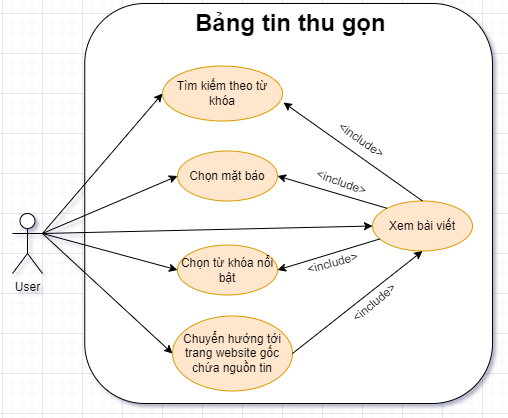 Bảng tin thu gọn
Tìm kiếm theo từ
khóa
<include>
Chọn mặt báo
<include>
Xem bài viết
User
Chọn từ khóa nổi
bật
<include>
Chuyển hướng tới
trang website gốc
chứa nguồn tin
<include>